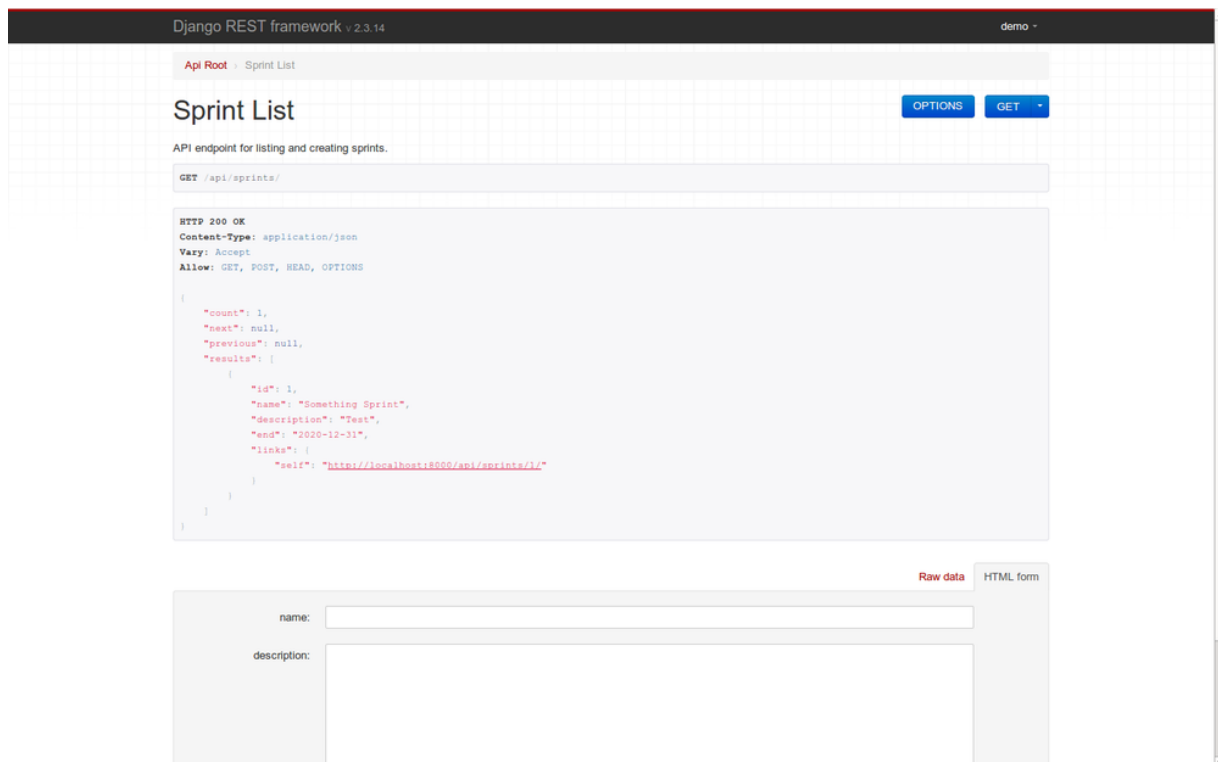 Django REST framework v 2.3.14
demo
Api Root › Sprint List
Sprint List
OPTIONS
GET
API endpoint for listing and creating sprints.
GET /api/sprints/
HTTP 200 OK
Content-Type: application/json
Vary: Accept
Allow: GET, POST, HEAD, OPTIONS
{
"count": 1,
"next": null,
"previous": null,
"results": [
{
"id": 1,
"name": "Something Sprint",
"description": "Test",
"end": "2020-12-31",
"links": {
"self": "http://localhost:8000/api/sprints/1/"
}
}
]
}
Raw data
HTML form
name:
description: